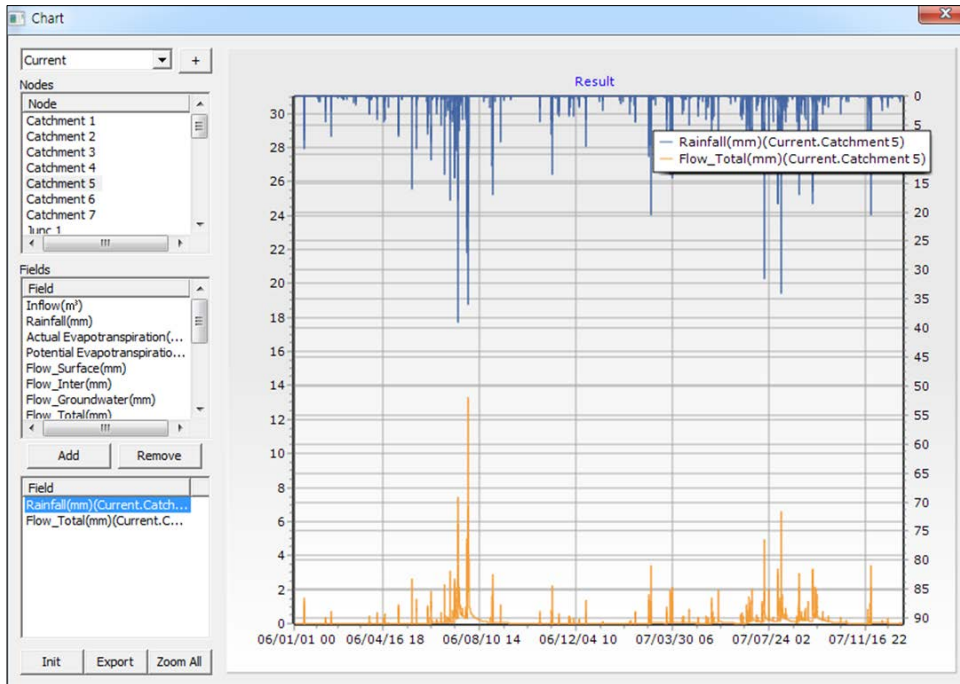 Chart
Current
+
Nodes
Node
Catchment 1
Catchment 2
Catchment 3
Catchment 4
Catchment 5
Catchment 6
Catchment 7
Junc 1
Fields
Field
Inflow(m³)
Rainfall(mm)
Actual Evapotranspiration(...
Potential Evapotranspiratio...
Flow_Surface(mm)
Flow_Inter(mm)
Flow_Groundwater(mm)
Flow_Total(mm)
Add Remove
Field
Rainfall(mm)(Current.Catch...
Flow_Total(mm)(Current.C...
Init Export Zoom All
Result
Rainfall(mm)(Current.Catchment 5)
Flow_Total(mm)(Current.Catchment 5)
30
28
26
24
22
20
18
16
14
12
10
8
6
4
2
0
0
5
15
20
25
30
35
40
45
50
55
60
65
70
75
80
85
90
06/01/01 00 06/04/16 18 06/08/10 14 06/12/04 10 07/03/30 06 07/07/24 02 07/11/16 22